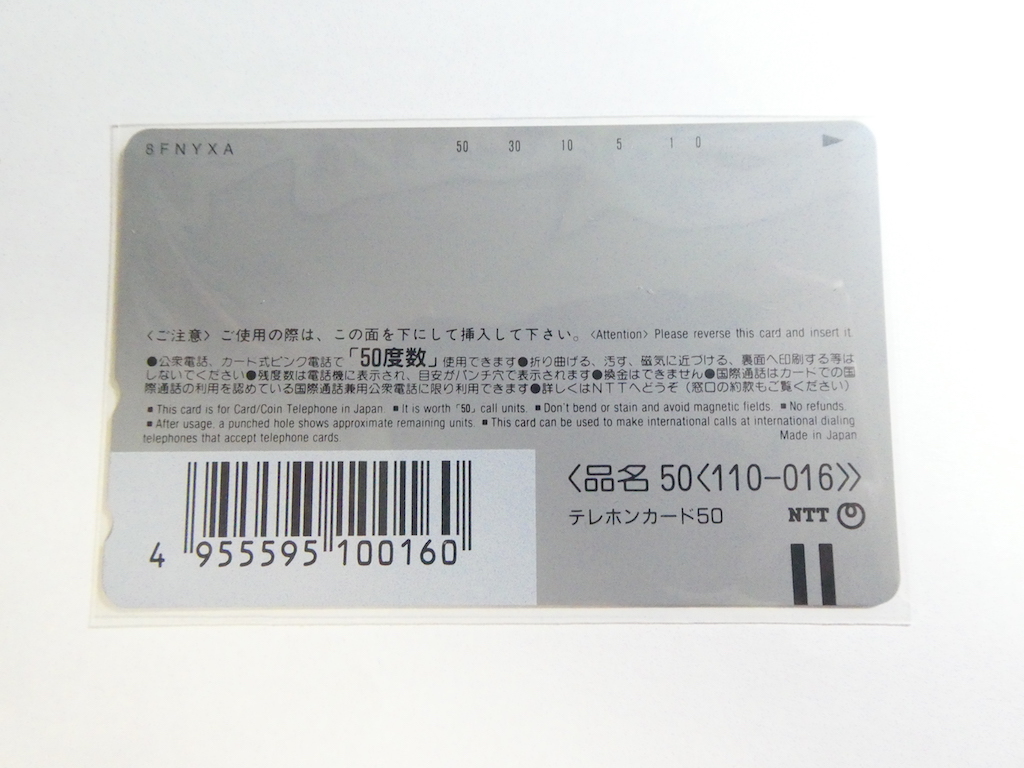 8FNYXA 50 30 10 5 1 0
〈ご注意〉ご使用の際は、この面を下にして挿入して下さい。〈Attention〉 Please reverse this card and insert it
●公衆電話、カード式ピンク電話で「50度数」使用できます●折り曲げる、汚す、磁気に近づける、裏面へ印刷する等は
しないでください●残度数は電話機に表示され、目安がパンチ穴で表示されます●換金はできません●国際通話はカードでの国
際通話の利用を認めている国際通話兼用公衆電話に限り利用できます●詳しくはNTTへどうぞ（窓口の約款もご覧ください）
■ This card is for Card/Coin Telephone in Japan. ■ It is worth「50」call units. ■ Don't bend or stain and avoid magnetic fields. ■ No refunds.
■ After usage, a punched hole shows approximate remaining units. ■ This card can be used to make international calls at international dialing
telephones that accept telephone cards. Made in Japan
〈品名 50〈110-016〉〉
テレホンカード50 NTT
4 955595 100160